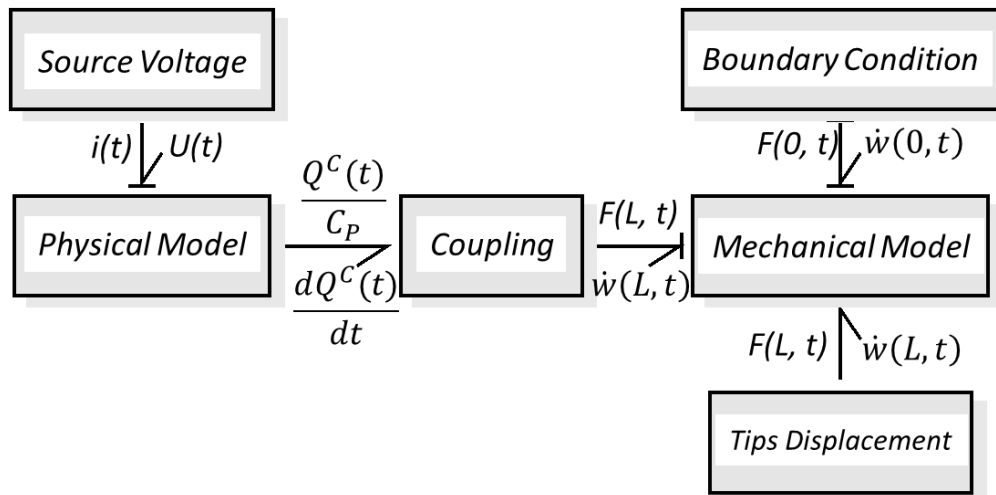 Source Voltage
Boundary Condition
i(t) U(t)
F(0, t) ẇ(0, t)
Q^C(t)
C_P
Physical Model
Coupling
F(L, t)
Mechanical Model
dQ^C(t)
dt
ẇ(L, t)
F(L, t) ẇ(L, t)
Tips Displacement